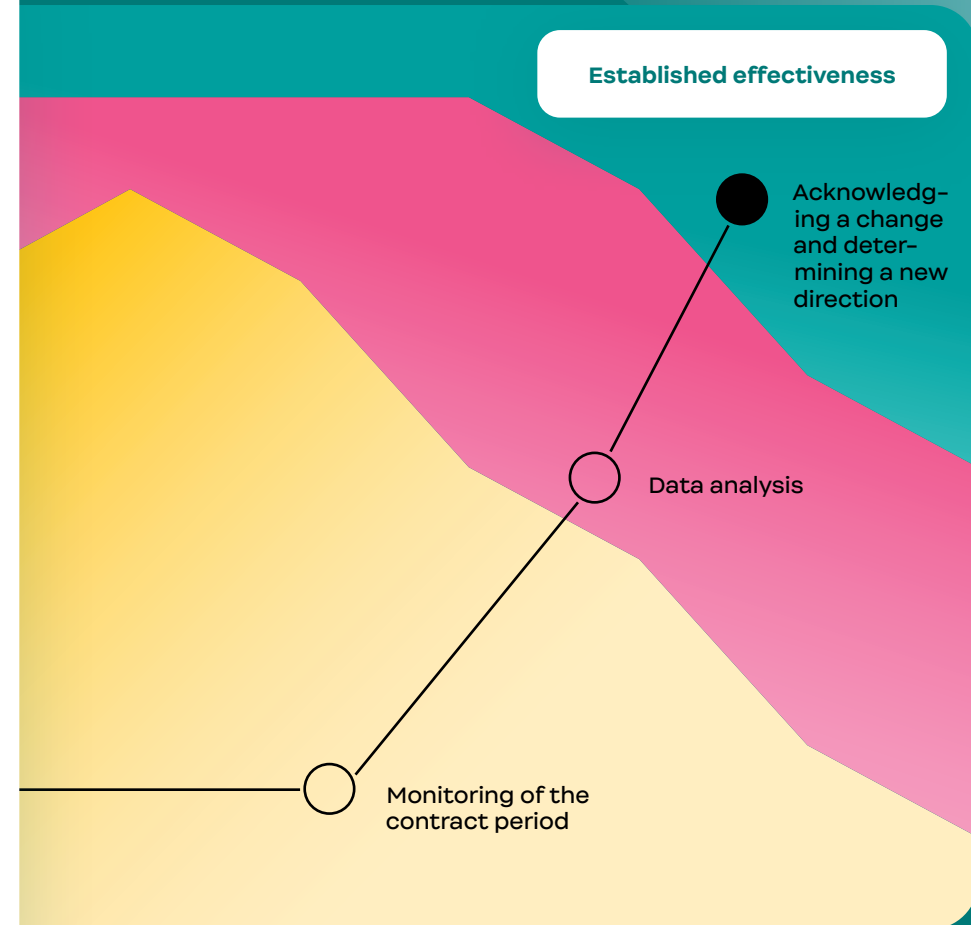 Established effectiveness
Acknowledg-
ing a change
and deter-
mining a new
direction
Data analysis
Monitoring of the
contract period